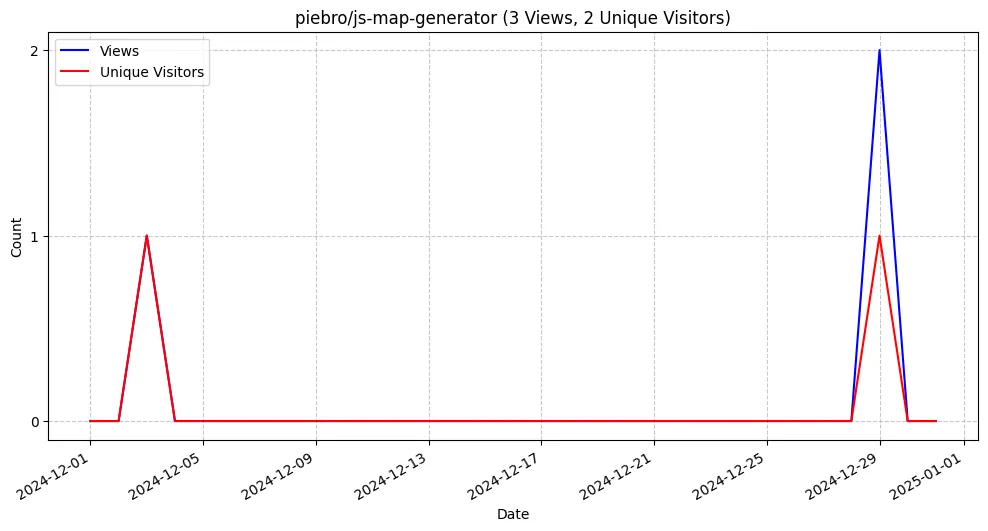 piebro/js-map-generator (3 Views, 2 Unique Visitors)
Views
Unique Visitors
2
1
0
Count
2024-12-01
2024-12-05
2024-12-09
2024-12-13
2024-12-17
2024-12-21
2024-12-25
2024-12-29
2025-01-01
Date